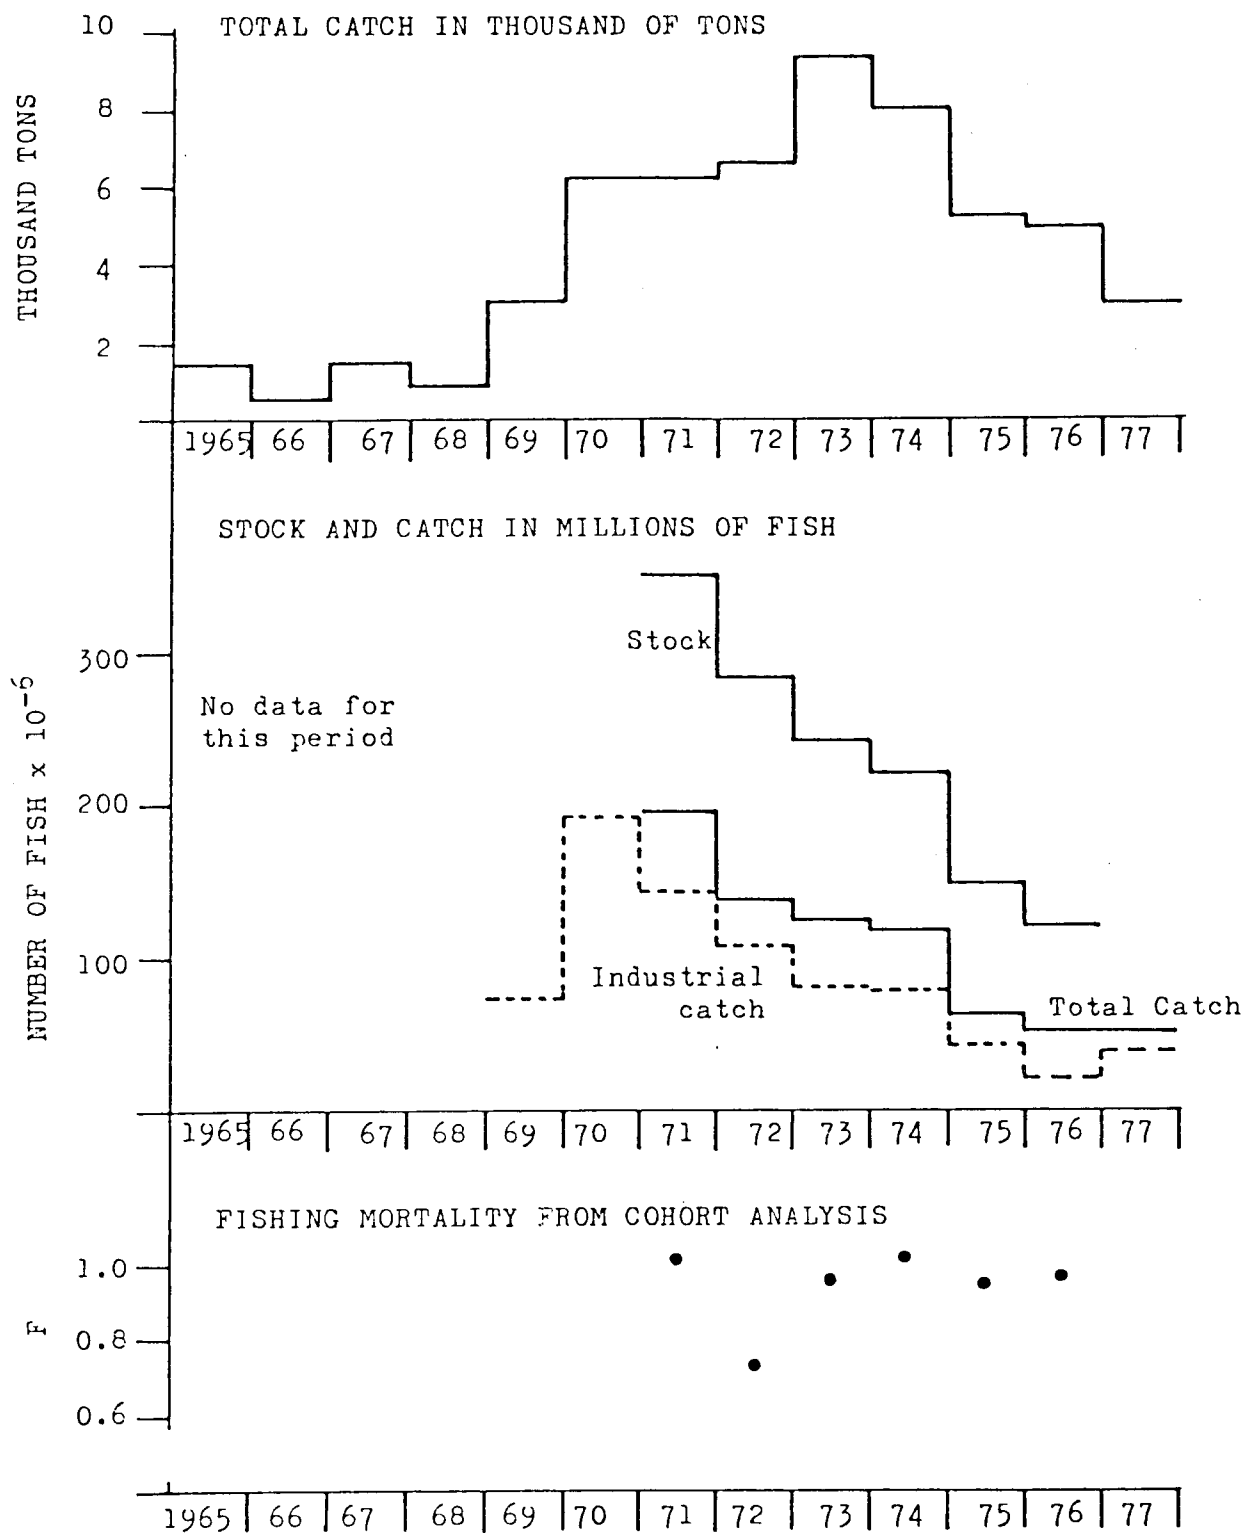 TOTAL CATCH IN THOUSAND OF TONS
THOUSAND TONS
10
8
6
4
2
1965 66 67 68 69 70 71 72 73 74 75 76 77
STOCK AND CATCH IN MILLIONS OF FISH
NUMBER OF FISH x 10-6
300
200
100
No data for
this period
Stock
Industrial
catch
Total Catch
1965 66 67 68 69 70 71 72 73 74 75 76 77
FISHING MORTALITY FROM COHORT ANALYSIS
F
1.0
0.8
0.6
1965 66 67 68 69 70 71 72 73 74 75 76 77